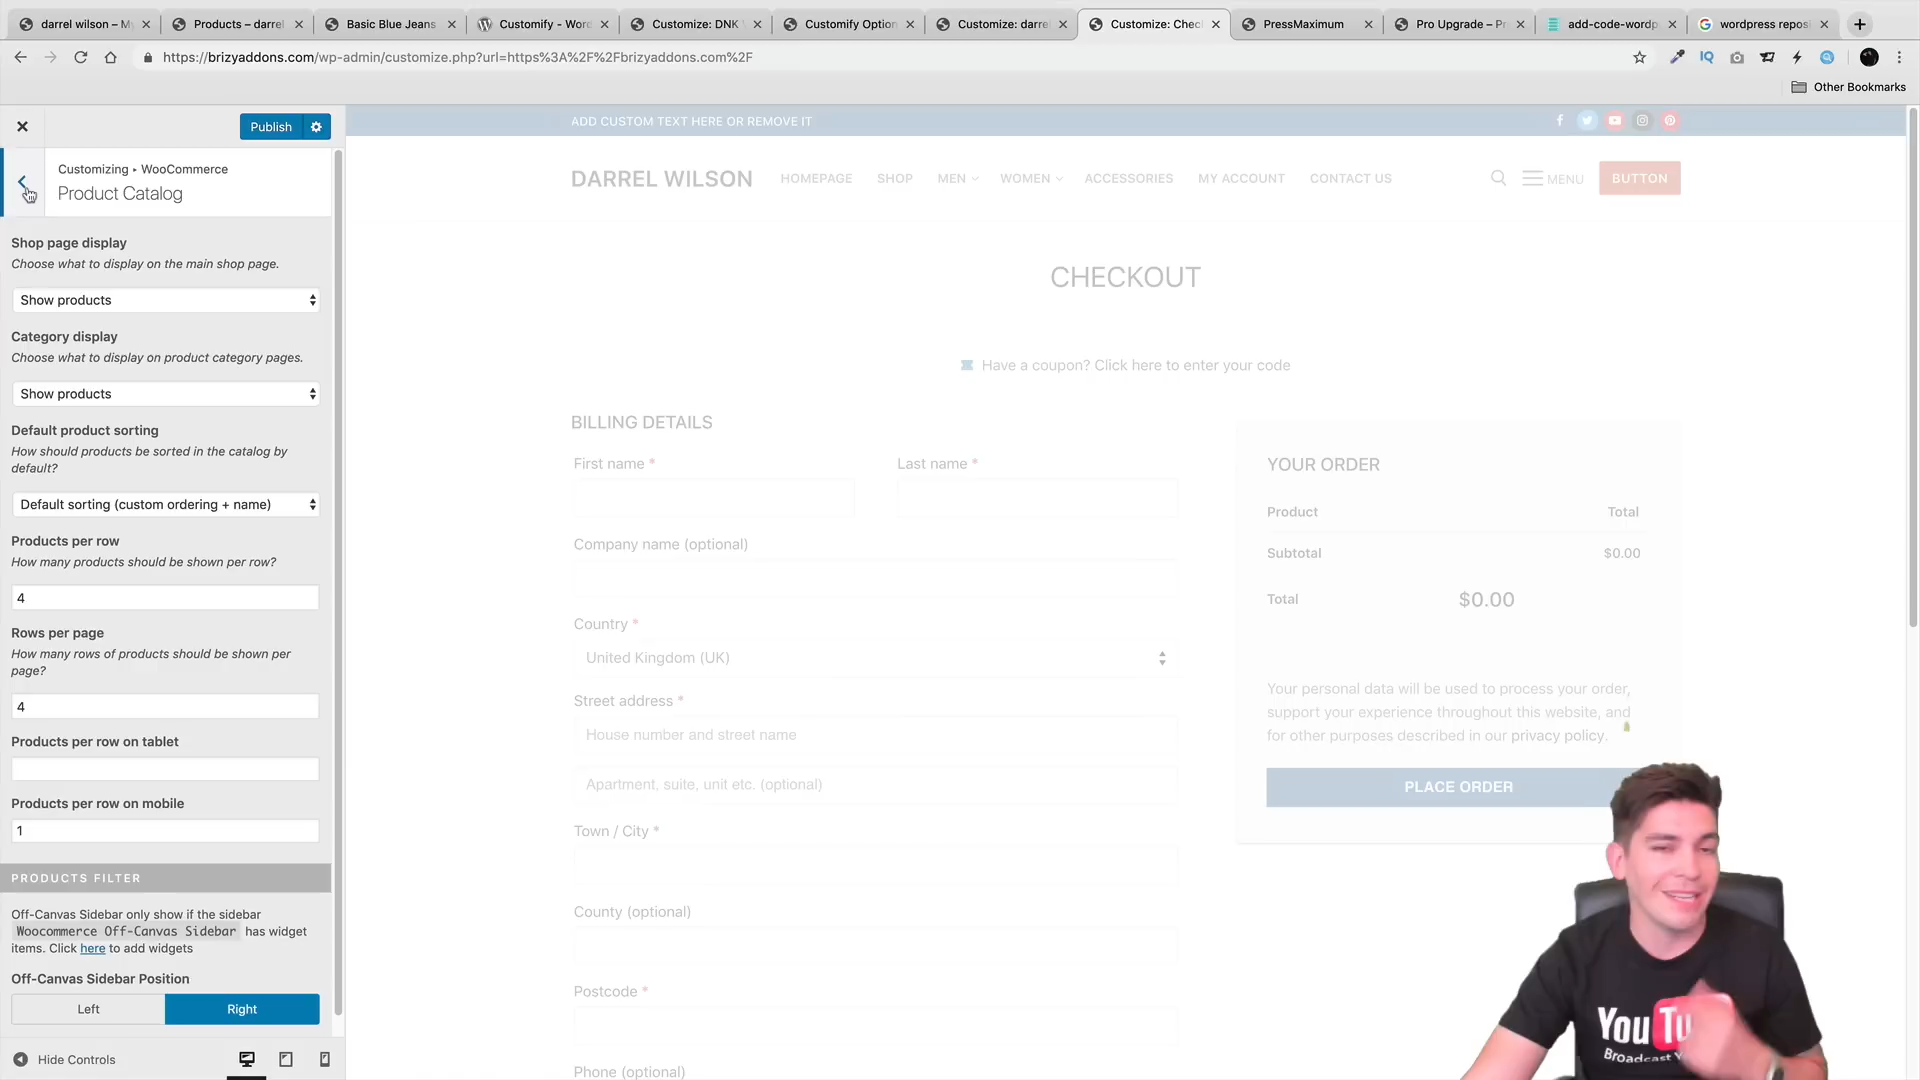 darrel wilson – My
Products – darrel
Basic Blue Jeans
Customify - Wor
Customize: DNK
Customify Option
Customize: darrel
Customize: Chec
PressMaximum
Pro Upgrade – Pr
add-code-wordp
wordpress repos
https://brizyaddons.com/wp-admin/customize.php?url=https%3A%2F%2Fbrizyaddons.com%2F
Other Bookmarks
Publish
Customizing ▸ WooCommerce
Product Catalog
Shop page display
Choose what to display on the main shop page.
Show products
Category display
Choose what to display on product category pages.
Show products
Default product sorting
How should products be sorted in the catalog by
default?
Default sorting (custom ordering + name)
Products per row
How many products should be shown per row?
4
Rows per page
How many rows of products should be shown per
page?
4
Products per row on tablet
Products per row on mobile
1
PRODUCTS FILTER
Off-Canvas Sidebar only show if the sidebar
Woocommerce Off-Canvas Sidebar has widget
items. Click here to add widgets
Off-Canvas Sidebar Position
Left
Right
Hide Controls
ADD CUSTOM TEXT HERE OR REMOVE IT
DARREL WILSON
HOMEPAGE
SHOP
MEN
WOMEN
ACCESSORIES
MY ACCOUNT
CONTACT US
MENU
BUTTON
CHECKOUT
Have a coupon? Click here to enter your code
BILLING DETAILS
First name *
Last name *
Company name (optional)
Country *
United Kingdom (UK)
Street address *
House number and street name
Apartment, suite, unit etc. (optional)
Town / City *
County (optional)
Postcode *
Phone (optional)
YOUR ORDER
Product Total
Subtotal $0.00
Total $0.00
Your personal data will be used to process your order,
support your experience throughout this website, and
for other purposes described in our privacy policy.
PLACE ORDER
YouTu
Broadcast Y